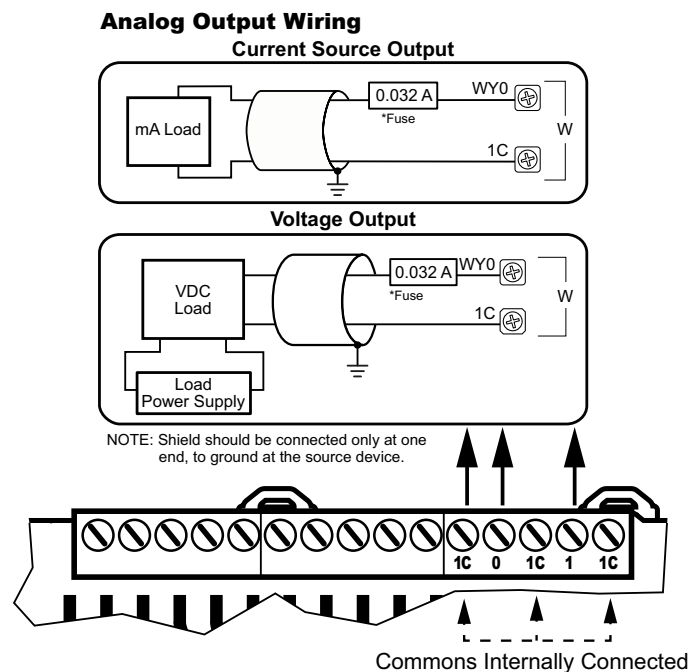 Analog Output Wiring
Current Source Output
mA Load
0.032 A
*Fuse
WY0
1C
W
Voltage Output
VDC
Load
0.032 A
*Fuse
WY0
1C
W
Load
Power Supply
NOTE: Shield should be connected only at one
end, to ground at the source device.
1C 0 1C 1 1C
Commons Internally Connected